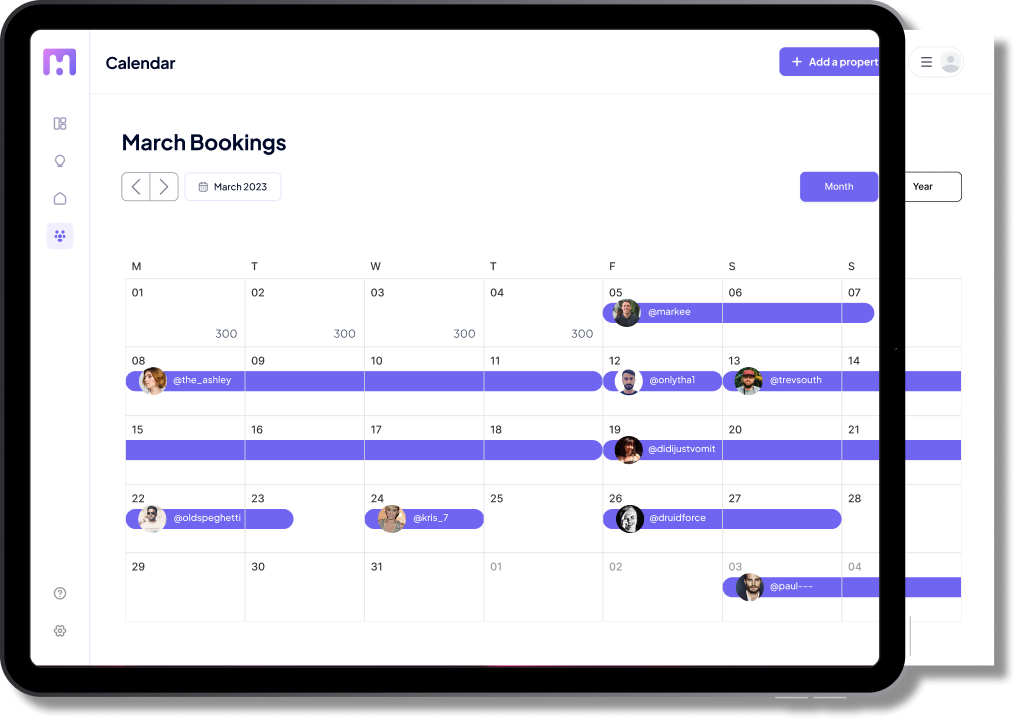 Calendar
+ Add a propert
March Bookings
March 2023
Month
Year
M T W T F S S
01 02 03 04 05 06 07
@markee
300 300 300 300
08 09 10 11 12 13 14
@the_ashley @onlytha1 @trevsouth
15 16 17 18 19 20 21
@didijustvomit
22 23 24 25 26 27 28
@oldspeghetti @kris_7 @druidforce
29 30 31 01 02 03 04
@paul---